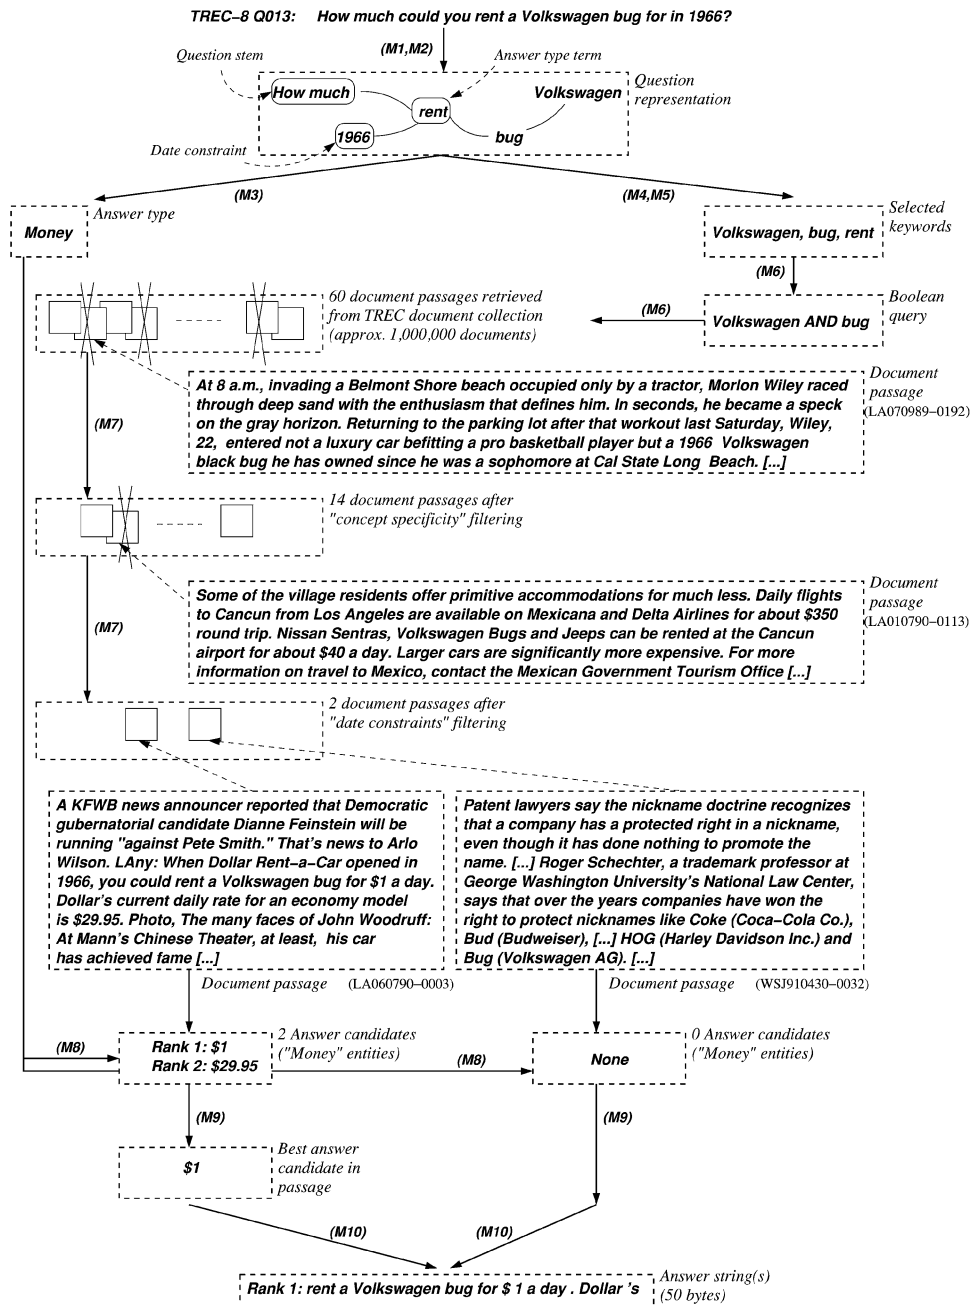 TREC−8 Q013: How much could you rent a Volkswagen bug for in 1966?
(M1,M2)
Question stem
Answer type term
How much
rent
Volkswagen
1966
bug
Question
representation
Date constraint
(M3)
(M4,M5)
Answer type
Money
Volkswagen, bug, rent
Selected
keywords
(M6)
60 document passages retrieved
from TREC document collection
(approx. 1,000,000 documents)
(M6)
Volkswagen AND bug
Boolean
query
At 8 a.m., invading a Belmont Shore beach occupied only by a tractor, Morlon Wiley raced
through deep sand with the enthusiasm that defines him. In seconds, he became a speck
on the gray horizon. Returning to the parking lot after that workout last Saturday, Wiley,
22, entered not a luxury car befitting a pro basketball player but a 1966 Volkswagen
black bug he has owned since he was a sophomore at Cal State Long Beach. [...]
Document
passage
(LA070989−0192)
(M7)
14 document passages after
"concept specificity" filtering
Some of the village residents offer primitive accommodations for much less. Daily flights
to Cancun from Los Angeles are available on Mexicana and Delta Airlines for about $350
round trip. Nissan Sentras, Volkswagen Bugs and Jeeps can be rented at the Cancun
airport for about $40 a day. Larger cars are significantly more expensive. For more
information on travel to Mexico, contact the Mexican Government Tourism Office [...]
Document
passage
(LA010790−0113)
(M7)
2 document passages after
"date constraints" filtering
A KFWB news announcer reported that Democratic
gubernatorial candidate Dianne Feinstein will be
running "against Pete Smith." That's news to Arlo
Wilson. LAny: When Dollar Rent−a−Car opened in
1966, you could rent a Volkswagen bug for $1 a day.
Dollar's current daily rate for an economy model
is $29.95. Photo, The many faces of John Woodruff:
At Mann's Chinese Theater, at least, his car
has achieved fame [...]
Patent lawyers say the nickname doctrine recognizes
that a company has a protected right in a nickname,
even though it has done nothing to promote the
name. [...] Roger Schechter, a trademark professor at
George Washington University's National Law Center,
says that over the years companies have won the
right to protect nicknames like Coke (Coca−Cola Co.),
Bud (Budweiser), [...] HOG (Harley Davidson Inc.) and
Bug (Volkswagen AG). [...]
Document passage (LA060790−0003)
Document passage (WSJ910430−0032)
(M8)
Rank 1: $1
Rank 2: $29.95
2 Answer candidates
("Money" entities)
(M8)
None
0 Answer candidates
("Money" entities)
(M9)
(M9)
$1
Best answer
candidate in
passage
(M10)
(M10)
Rank 1: rent a Volkswagen bug for $ 1 a day . Dollar 's
Answer string(s)
(50 bytes)